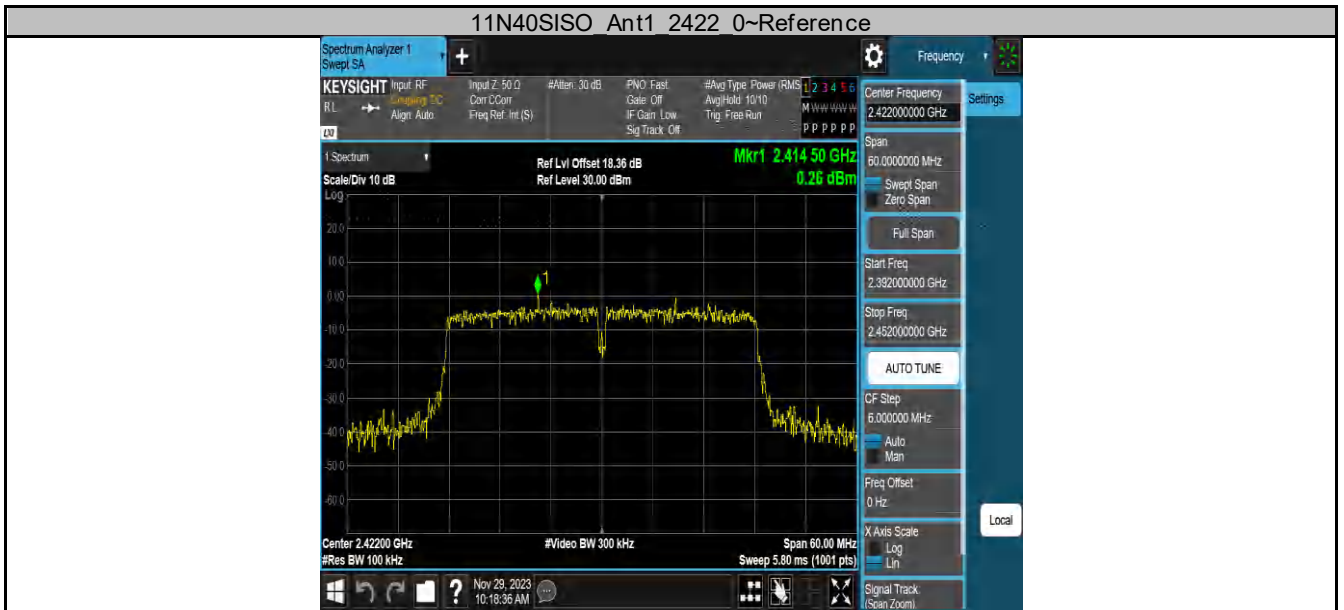 11N40SISO_Ant1_2422_0~Reference
Spectrum Analyzer 1
Swept SA
+
Frequency
KEYSIGHT
RL
Input: RF
Coupling: DC
Align: Auto
Input Z: 50 Ω
Corr CCorr
Freq Ref: Int (S)
#Atten: 30 dB
PNO: Fast
Gate: Off
IF Gain: Low
Sig Track: Off
#Avg Type: Power (RMS
Avg|Hold: 10/10
Trig: Free Run
1 2 3 4 5 6
M W W W W W
P P P P P P
LXI
Center Frequency
2.422000000 GHz
Settings
Span
60.0000000 MHz
Swept Span
Zero Span
Full Span
Start Freq
2.392000000 GHz
Stop Freq
2.452000000 GHz
AUTO TUNE
CF Step
6.000000 MHz
Auto
Man
Freq Offset
0 Hz
X Axis Scale
Log
Lin
Signal Track
(Span Zoom)
Local
1 Spectrum
Scale/Div 10 dB
Ref Lvl Offset 18.36 dB
Ref Level 30.00 dBm
Mkr1 2.414 50 GHz
0.26 dBm
Log
20.0
10.0
0.00
-10.0
-20.0
-30.0
-40.0
-50.0
-60.0
1
Center 2.42200 GHz
#Res BW 100 kHz
#Video BW 300 kHz
Span 60.00 MHz
Sweep 5.80 ms (1001 pts)
?
Nov 29, 2023
10:18:36 AM